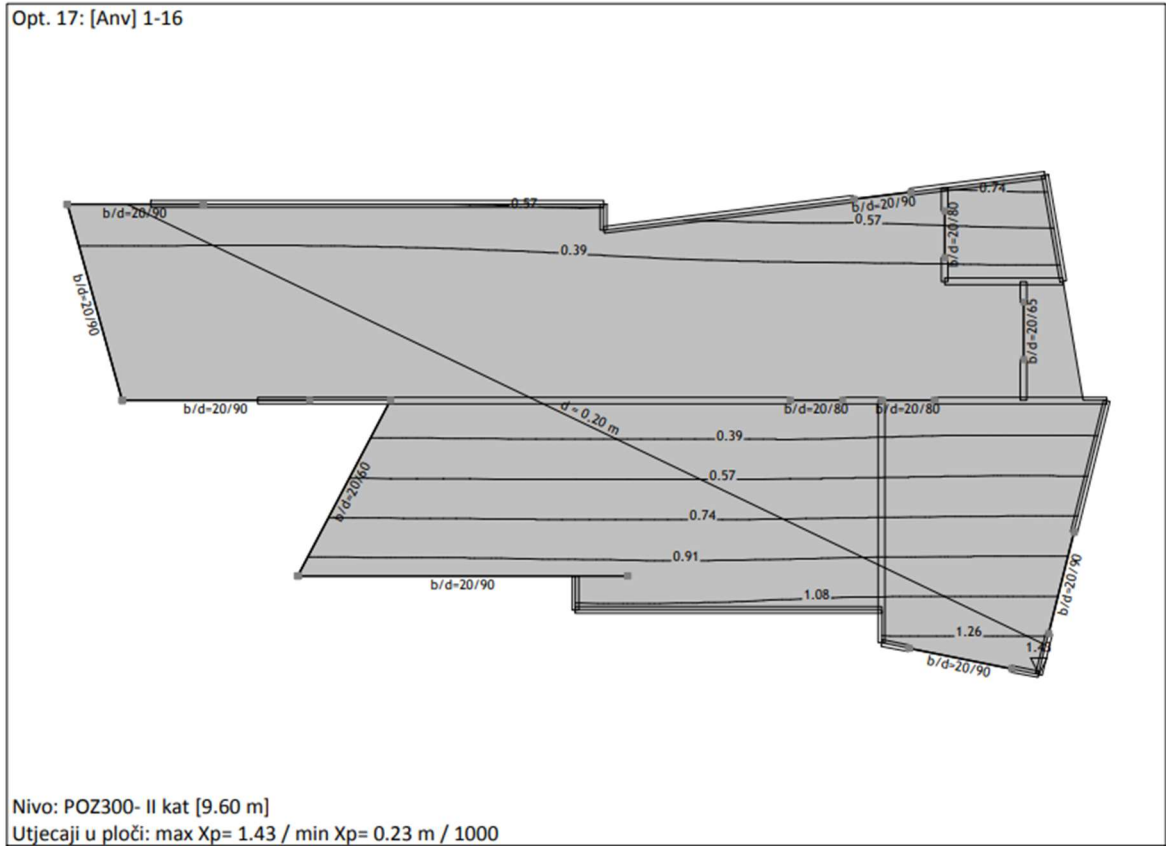 Opt. 17: [Anv] 1-16
0.74
b/d=20/90
0.57
b/d=20/90
0.57
b/d=20/80
0.39
b/d=20/90
b/d=20/65
b/d=20/90
d = 0.20 m
b/d=20/80
b/d=20/80
0.39
0.57
b/d=20/60
0.74
0.91
b/d=20/90
b/d=20/90
1.08
1.26
b/d=20/90
Nivo: POZ300- II kat [9.60 m]
Utjecaji u ploči: max Xp= 1.43 / min Xp= 0.23 m / 1000